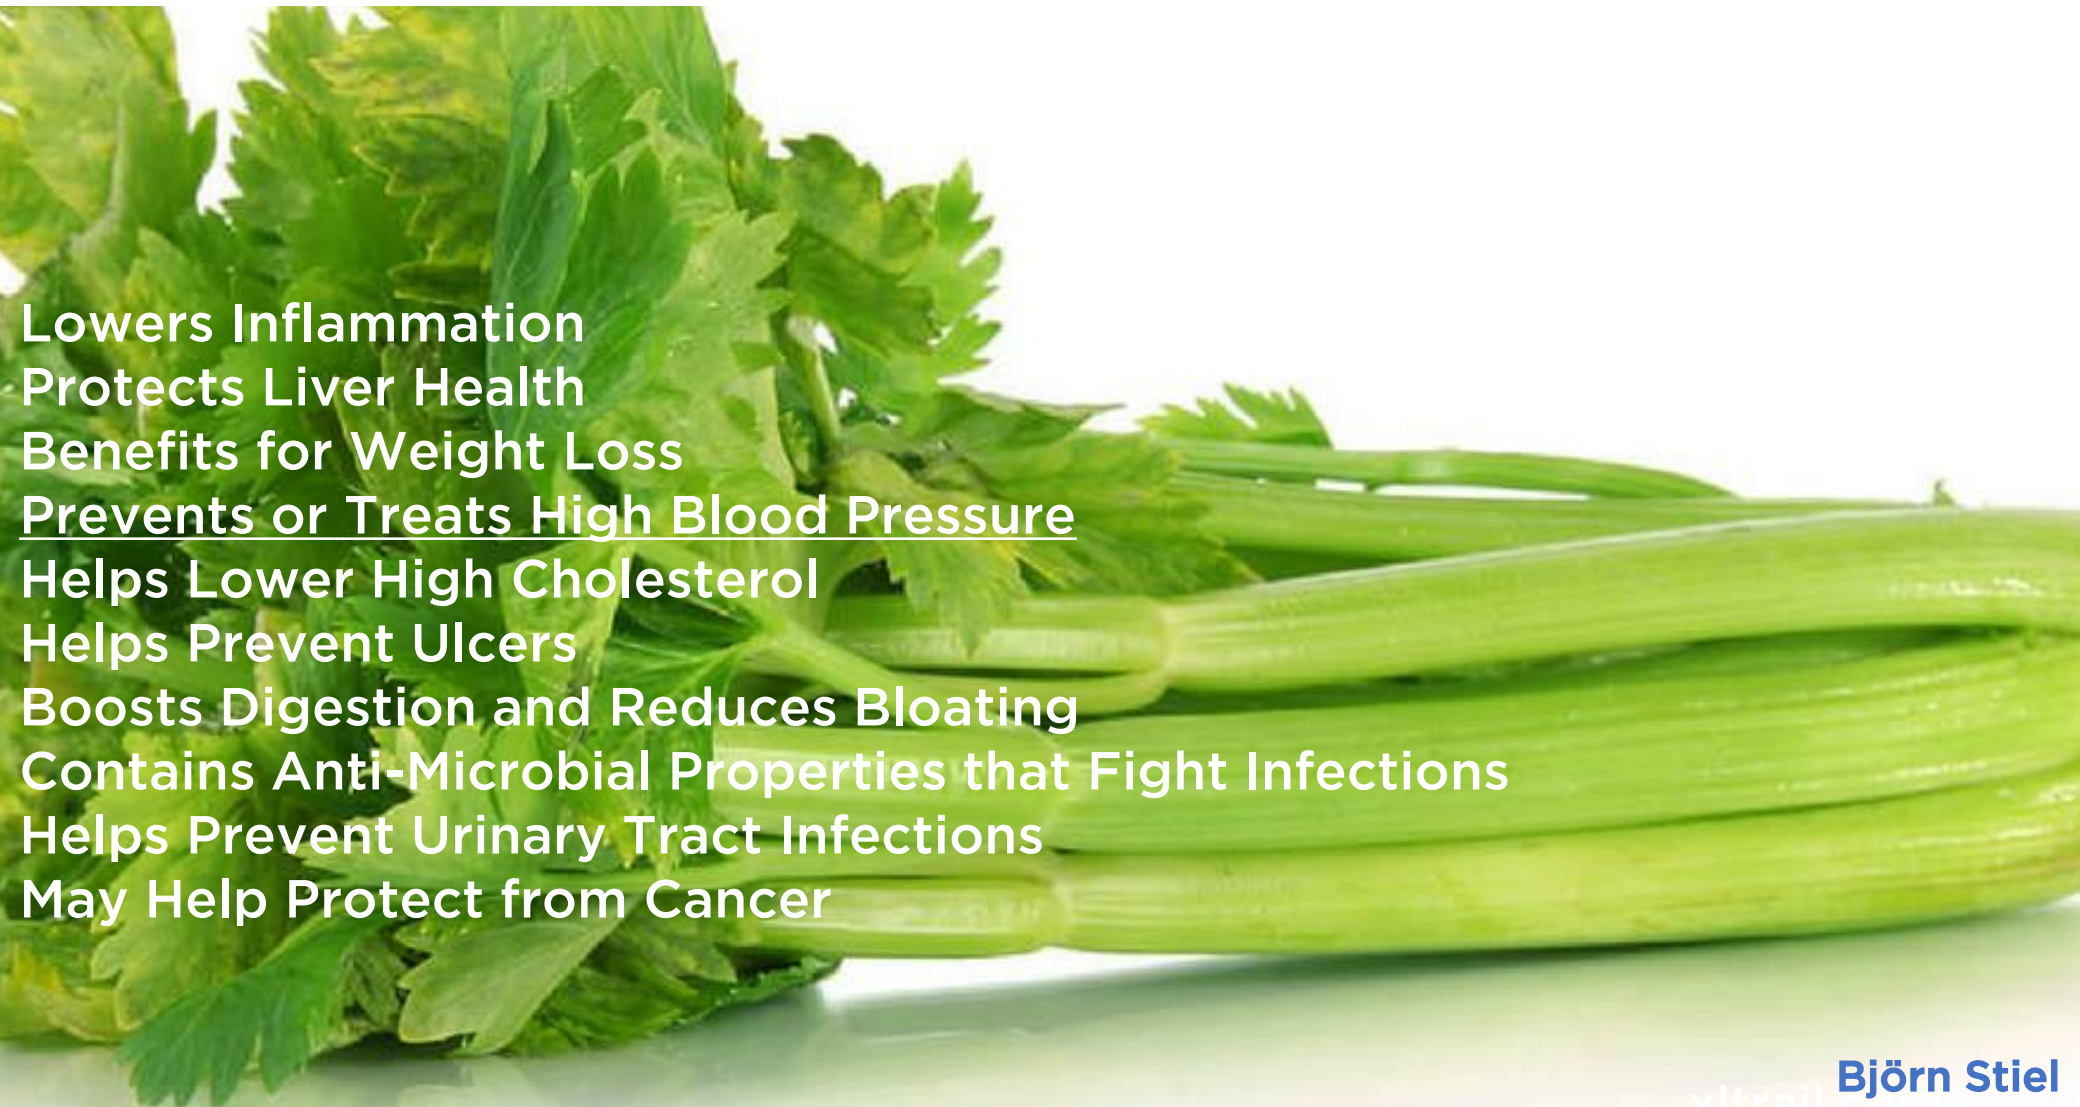 Lowers Inflammation
Protects Liver Health
Benefits for Weight Loss
Prevents or Treats High Blood Pressure
Helps Lower High Cholesterol
Helps Prevent Ulcers
Boosts Digestion and Reduces Bloating
Contains Anti-Microbial Properties that Fight Infections
Helps Prevent Urinary Tract Infections
May Help Protect from Cancer
Björn Stiel